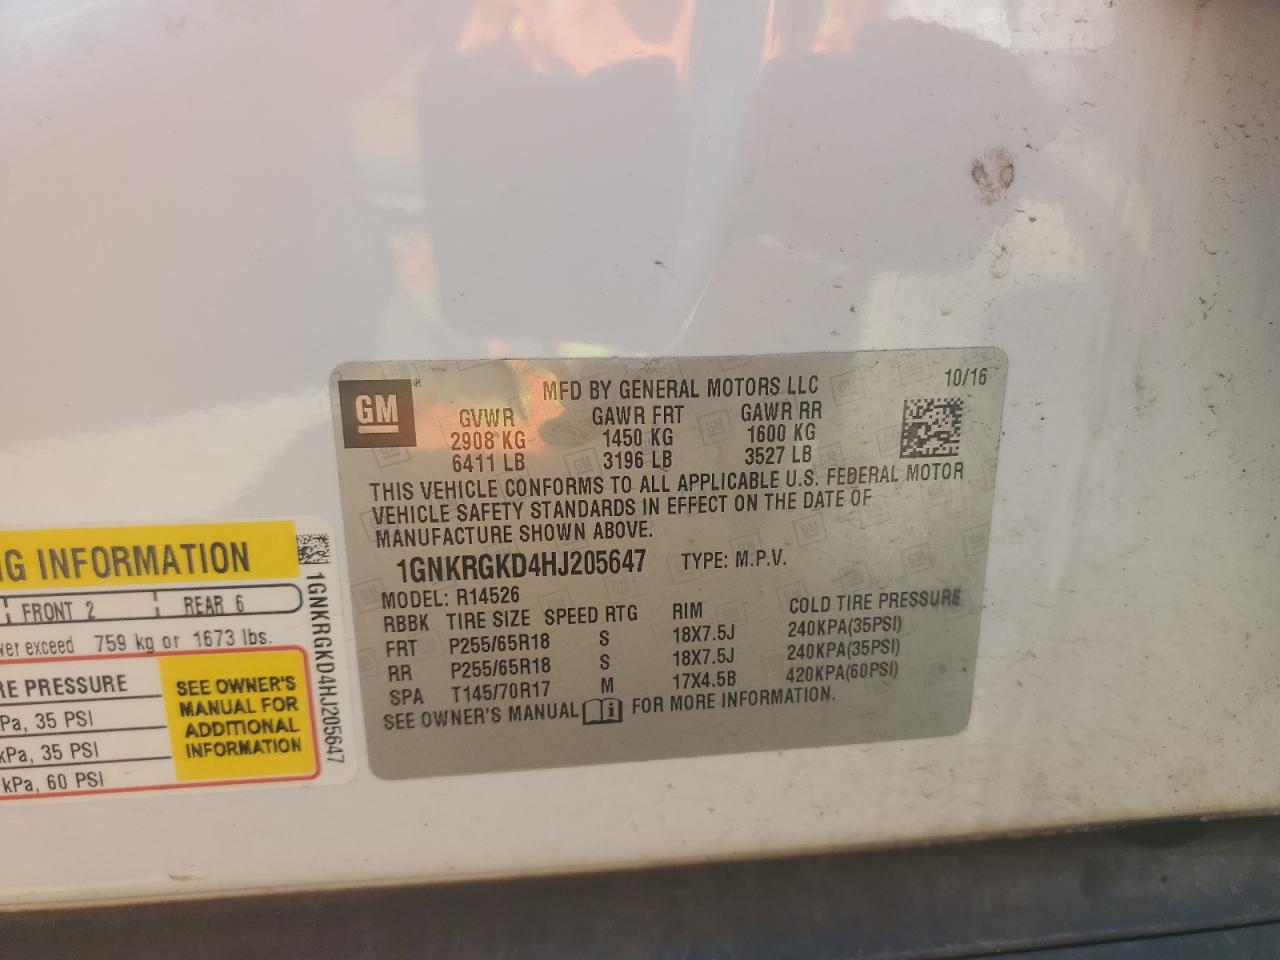 GM
MFD BY GENERAL MOTORS LLC
10/16
GVWR GAWR FRT GAWR RR
2908 KG 1450 KG 1600 KG
6411 LB 3196 LB 3527 LB
THIS VEHICLE CONFORMS TO ALL APPLICABLE U.S. FEDERAL MOTOR
VEHICLE SAFETY STANDARDS IN EFFECT ON THE DATE OF
MANUFACTURE SHOWN ABOVE.
1GNKRGKD4HJ205647 TYPE: M.P.V.
MODEL: R14526
RBBK TIRE SIZE SPEED RTG RIM COLD TIRE PRESSURE
FRT P255/65R18 S 18X7.5J 240KPA(35PSI)
RR P255/65R18 S 18X7.5J 240KPA(35PSI)
SPA T145/70R17 M 17X4.5B 420KPA(60PSI)
SEE OWNER'S MANUAL i FOR MORE INFORMATION.
INFORMATION
FRONT 2 REAR 6
exceed 759 kg or 1673 lbs.
PRESSURE
35 PSI
kPa, 35 PSI
kPa, 60 PSI
SEE OWNER'S
MANUAL FOR
ADDITIONAL
INFORMATION
1GNKRGKD4HJ205647